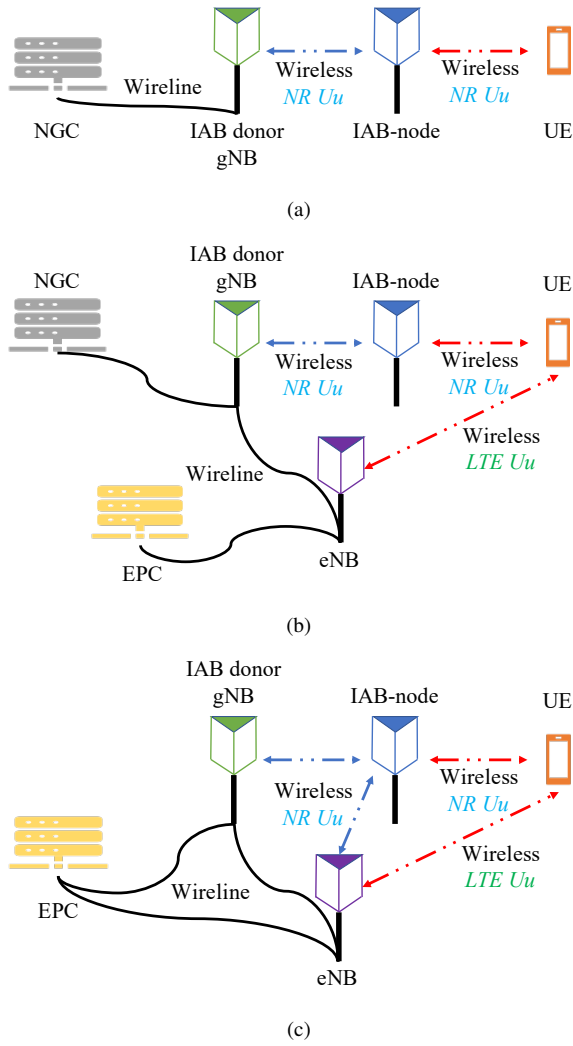 Wireline
Wireless
NR Uu
Wireless
NR Uu
NGC
IAB donor
gNB
IAB-node
UE
(a)
NGC
IAB donor
gNB
IAB-node
UE
Wireless
NR Uu
Wireless
NR Uu
Wireless
LTE Uu
Wireline
EPC
eNB
(b)
IAB donor
gNB
IAB-node
UE
Wireless
NR Uu
Wireless
NR Uu
Wireless
LTE Uu
Wireline
EPC
eNB
(c)